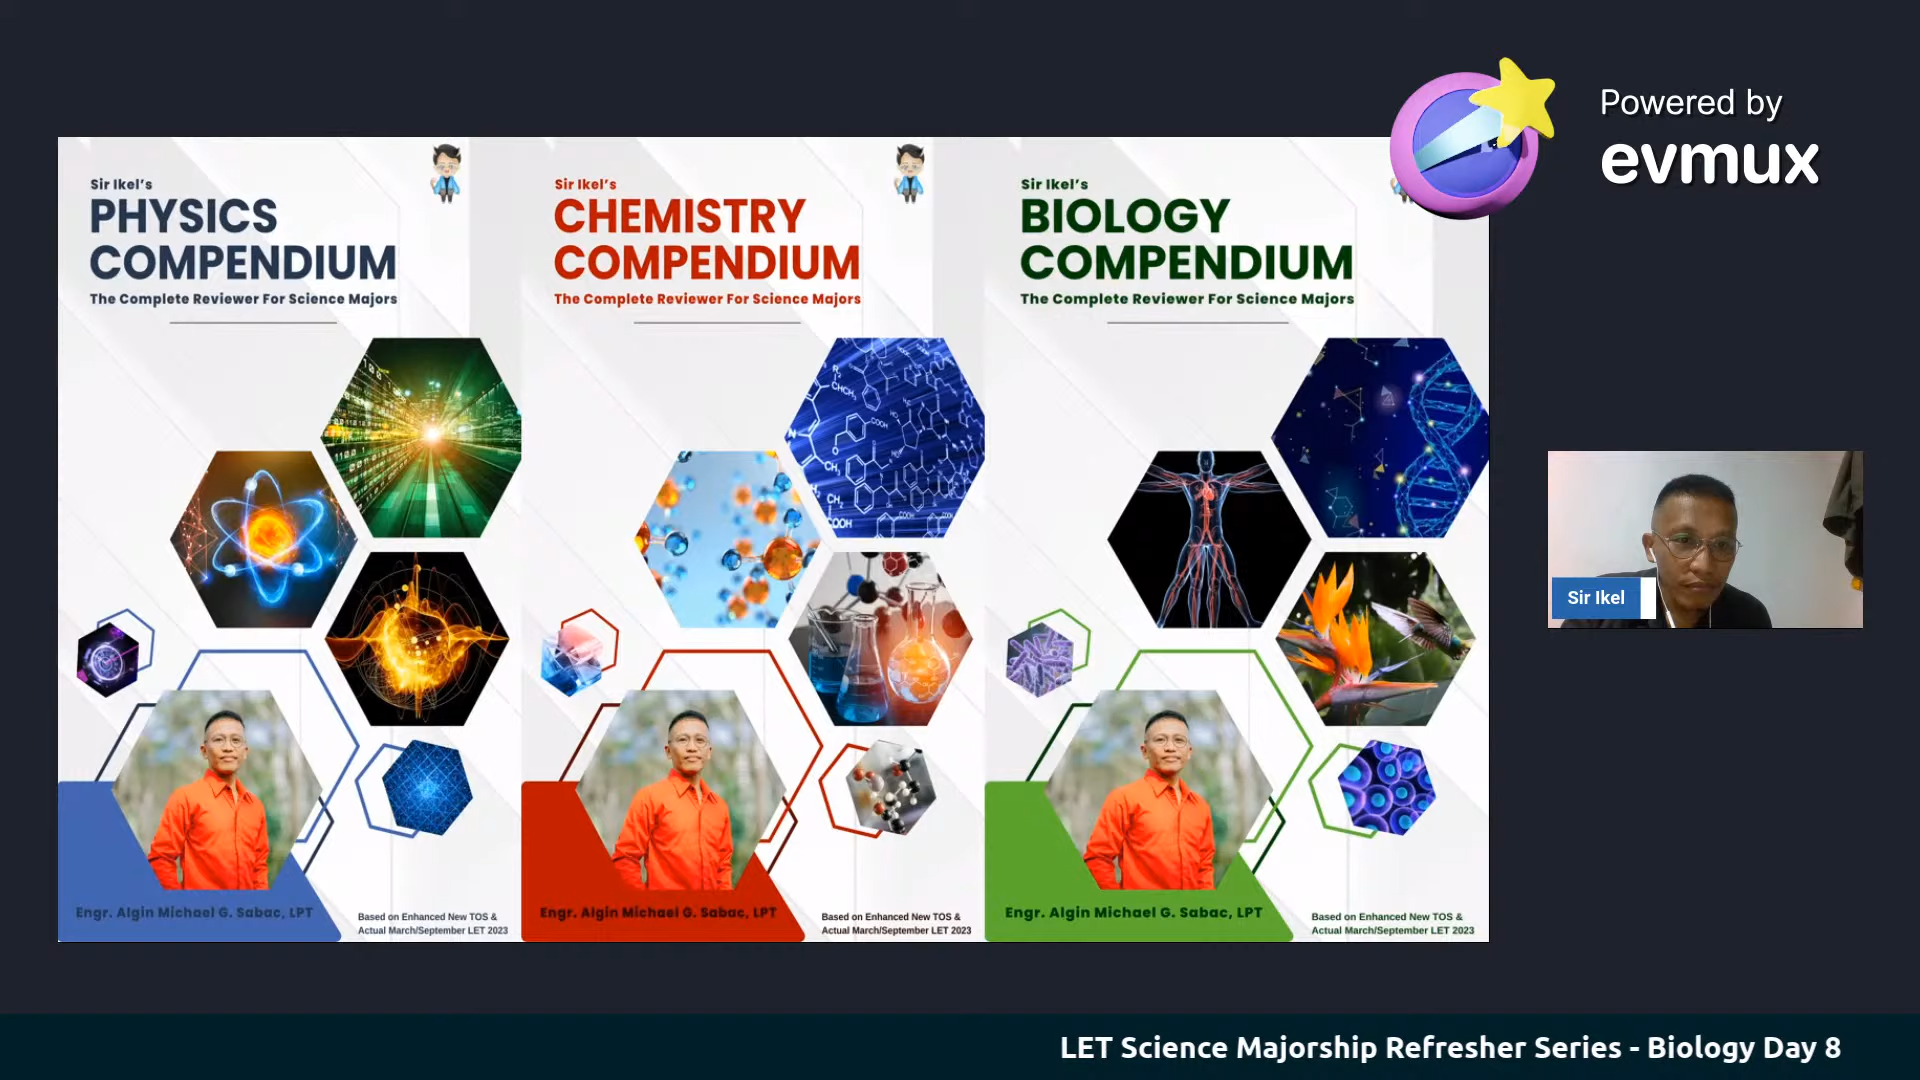 Powered by
evmux
Sir Ikel's
PHYSICS
COMPENDIUM
The Complete Reviewer For Science Majors
Engr. Algin Michael G. Sabac, LPT
Based on Enhanced New TOS &
Actual March/September LET 2023
Sir Ikel's
CHEMISTRY
COMPENDIUM
The Complete Reviewer For Science Majors
Engr. Algin Michael G. Sabac, LPT
Based on Enhanced New TOS &
Actual March/September LET 2023
Sir Ikel's
BIOLOGY
COMPENDIUM
The Complete Reviewer For Science Majors
Engr. Algin Michael G. Sabac, LPT
Based on Enhanced New TOS &
Actual March/September LET 2023
Sir Ikel
LET Science Majorship Refresher Series - Biology Day 8